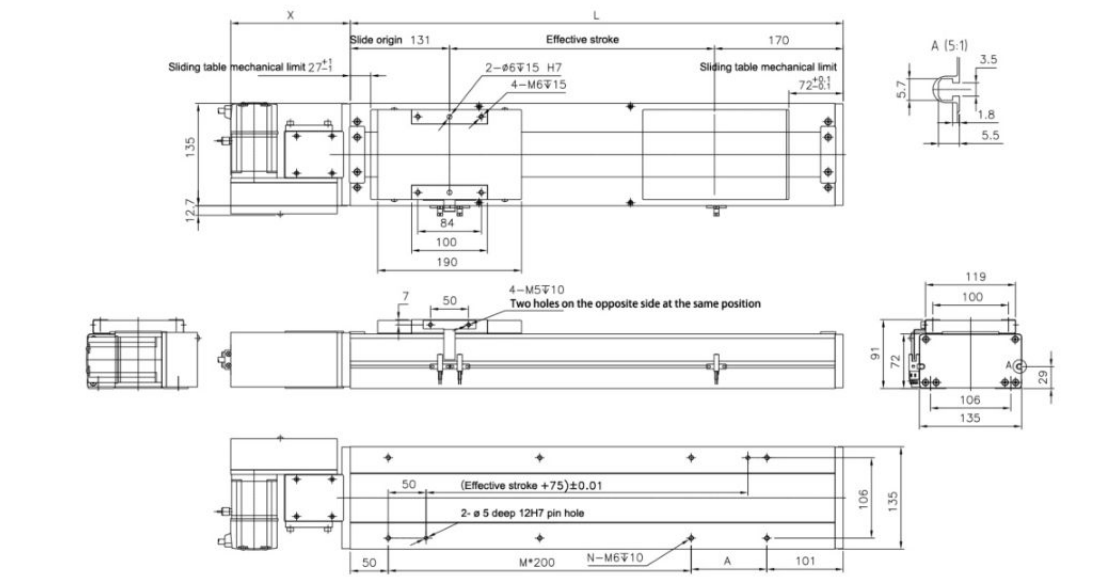 X
L
A (5:1)
Slide origin 131
Effective stroke
170
3.5
Sliding table mechanical limit 27+1-1
2-ø6↧15 H7
Sliding table mechanical limit
4-M6↧15
72+0.1-0.1
5.7
1.8
5.5
135
12.7
84
100
190
4-M5↧10
7
50
Two holes on the opposite side at the same position
119
100
91
72
A
29
106
135
50
(Effective stroke +75)±0.01
2- ø 5 deep 12H7 pin hole
106
135
50
M*200
N-M6↧10
A
101